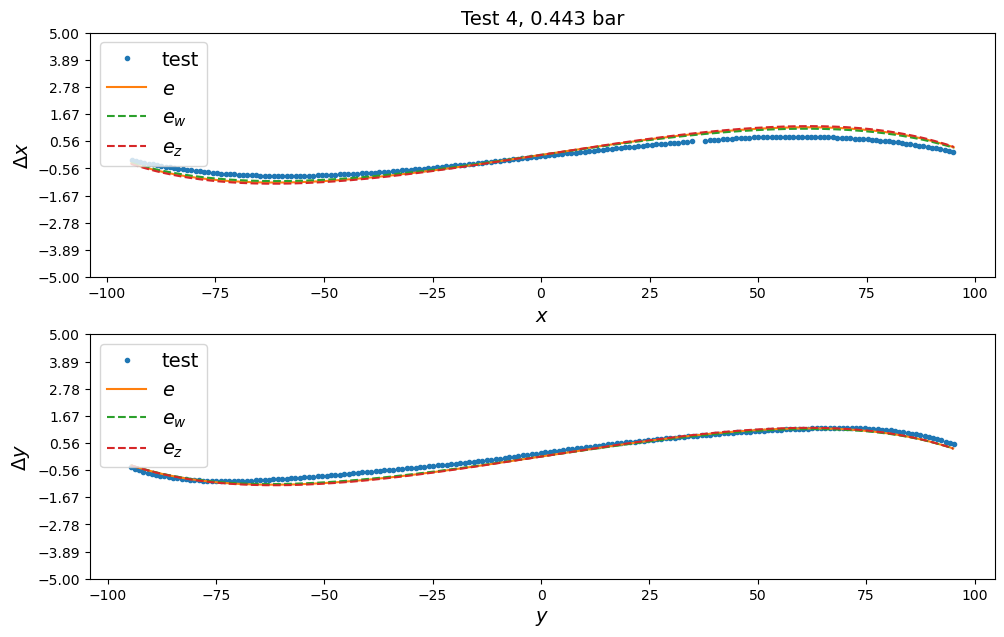 Test 4, 0.443 bar
5.00
3.89
2.78
1.67
0.56
−0.56
−1.67
−2.78
−3.89
−5.00
Δx
test
e
e_w
e_z
−100 −75 −50 −25 0 25 50 75 100
x
5.00
3.89
2.78
1.67
0.56
−0.56
−1.67
−2.78
−3.89
−5.00
Δy
test
e
e_w
e_z
−100 −75 −50 −25 0 25 50 75 100
y